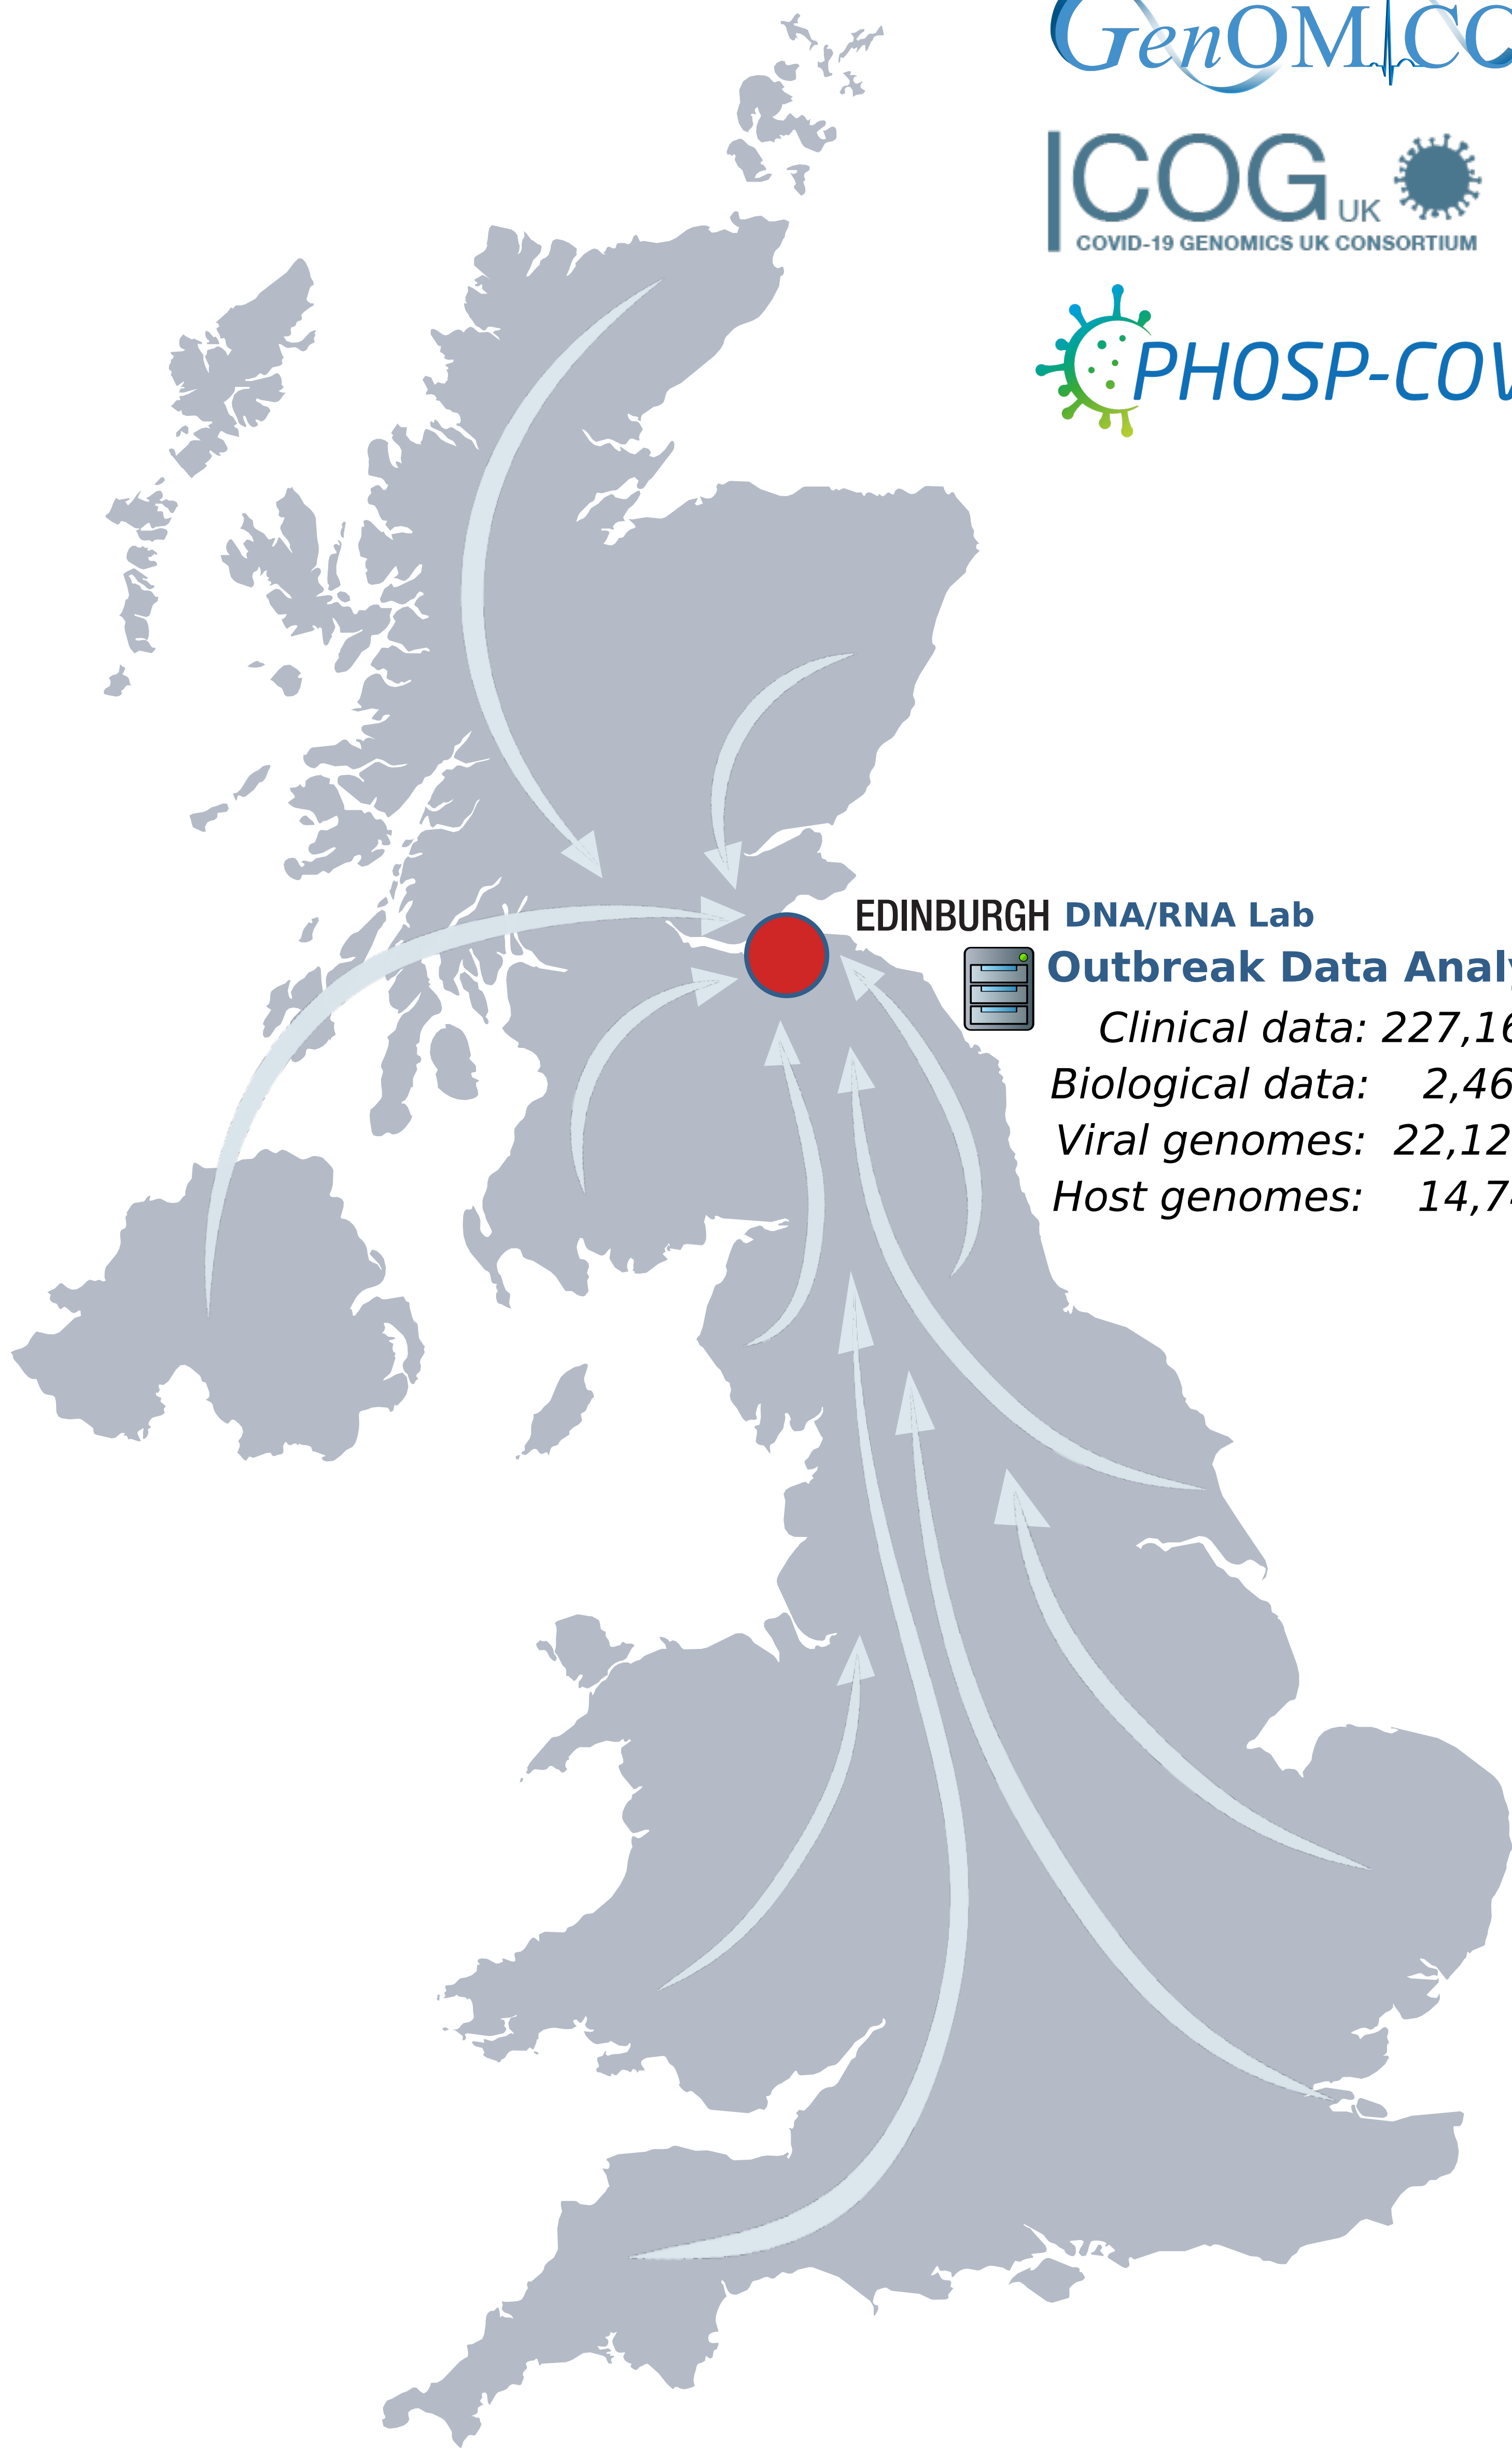 GenOMICC
COG UK
COVID-19 GENOMICS UK CONSORTIUM
PHOSP-COV
EDINBURGH DNA/RNA Lab
Outbreak Data Analy
Clinical data: 227,16
Biological data: 2,46
Viral genomes: 22,12
Host genomes: 14,7